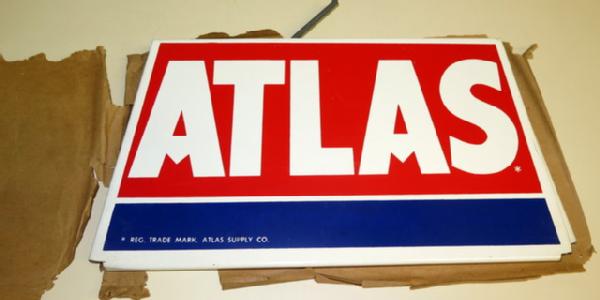 ATLAS*
* REG. TRADE MARK, ATLAS SUPPLY CO.